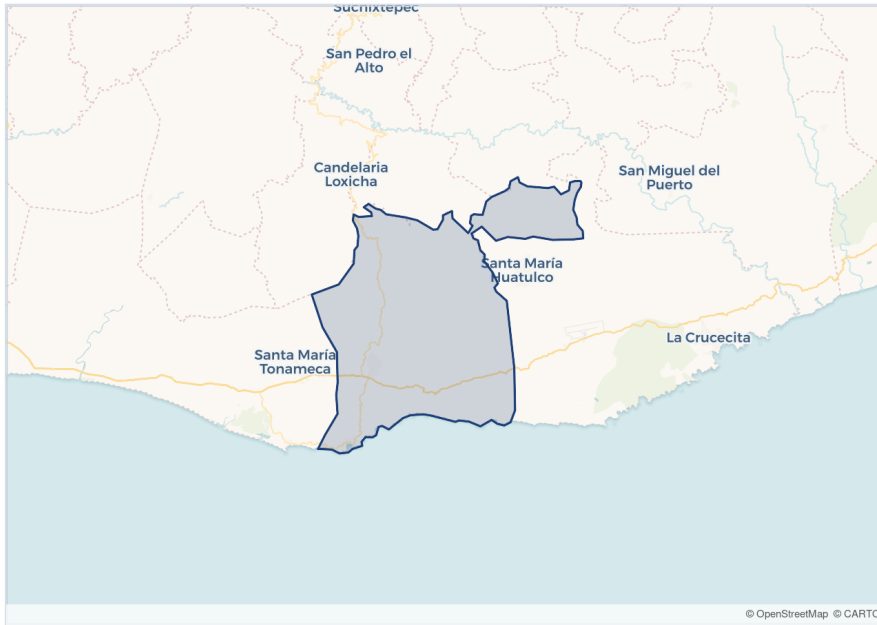 Suchixtepec
San Pedro el
Alto
Candelaria
Loxicha
San Miguel del
Puerto
Santa María
Huatulco
La Crucecita
Santa María
Tonameca
© OpenStreetMap © CARTO